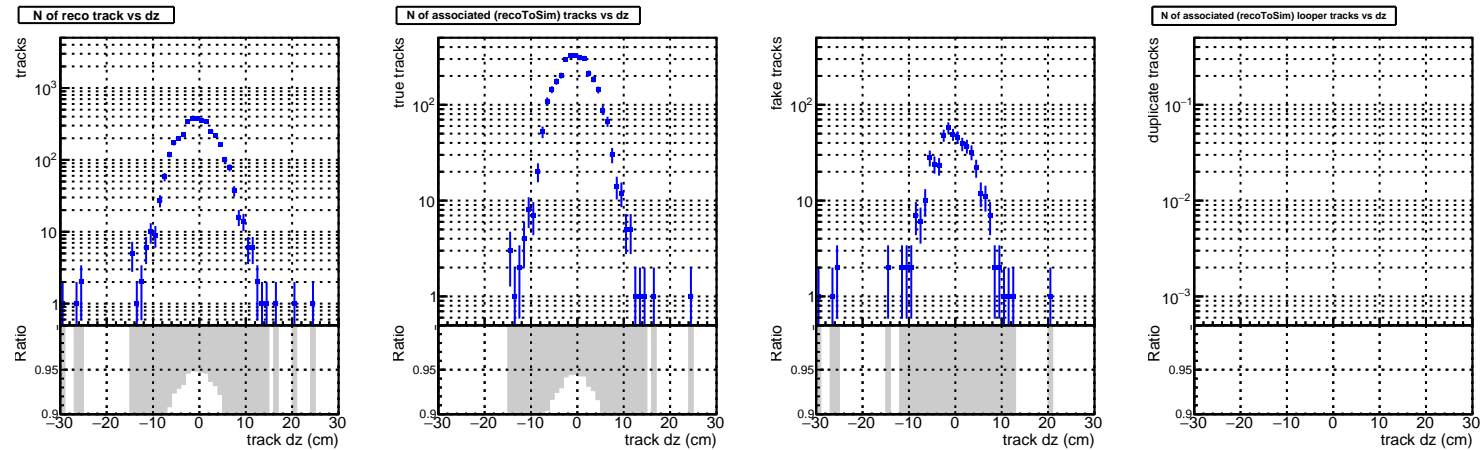 N of reco track vs dz
tracks
10³
10²
10
1
Ratio
0.95
0.9
−30 −20 −10 0 10 20 30
track dz (cm)
N of associated (recoToSim) tracks vs dz
true tracks
10²
10
1
Ratio
0.95
0.9
−30 −20 −10 0 10 20 30
track dz (cm)
fake tracks
10²
10
1
Ratio
0.95
0.9
−30 −20 −10 0 10 20 30
track dz (cm)
N of associated (recoToSim) looper tracks vs dz
duplicate tracks
10⁻¹
10⁻²
10⁻³
Ratio
0.95
0.9
−30 −20 −10 0 10 20 30
track dz (cm)